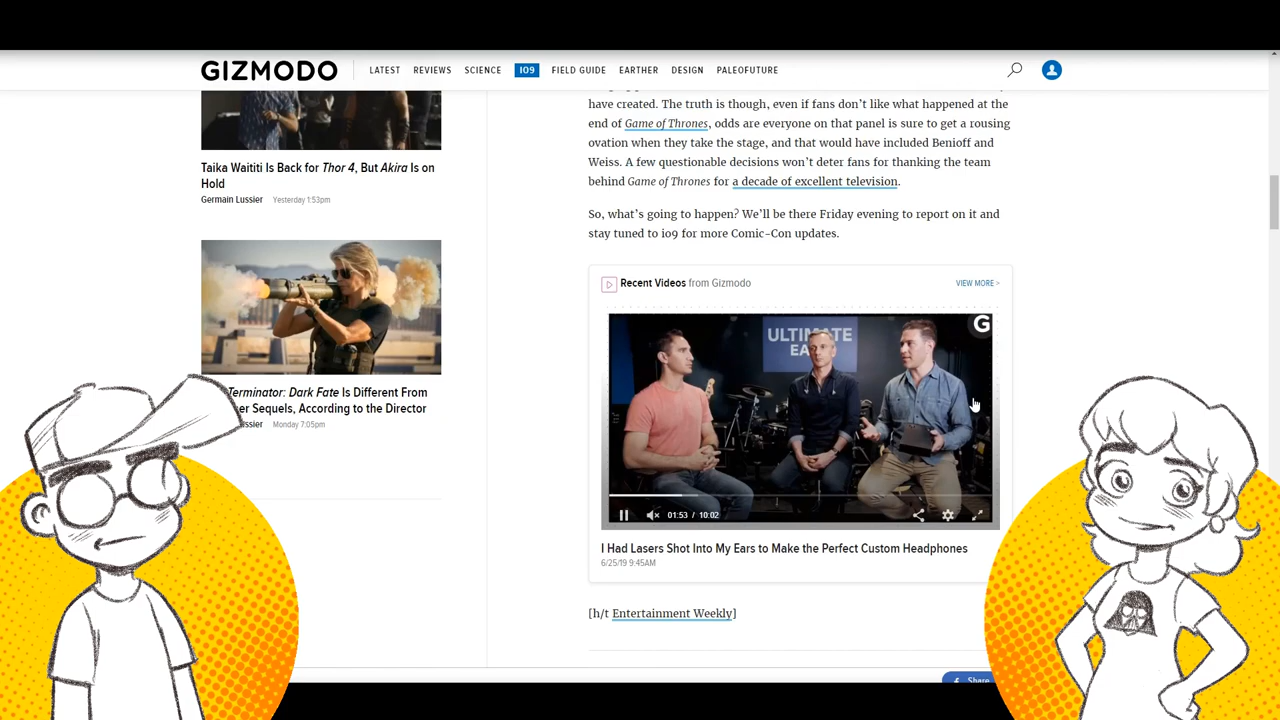 GIZMODO
LATEST REVIEWS SCIENCE IO9 FIELD GUIDE EARTHER DESIGN PALEOFUTURE
Taika Waititi Is Back for Thor 4, But Akira Is on
Hold
Germain Lussier Yesterday 1:53pm
Terminator: Dark Fate Is Different From
Sequels, According to the Director
Monday 7:05pm
have created. The truth is though, even if fans don't like what happened at the
end of Game of Thrones, odds are everyone on that panel is sure to get a rousing
ovation when they take the stage, and that would have included Benioff and
Weiss. A few questionable decisions won't deter fans for thanking the team
behind Game of Thrones for a decade of excellent television.
So, what's going to happen? We'll be there Friday evening to report on it and
stay tuned to io9 for more Comic-Con updates.
Recent Videos from Gizmodo VIEW MORE >
G
ULTIMATE
01:53 / 10:02
I Had Lasers Shot Into My Ears to Make the Perfect Custom Headphones
6/25/19 9:45AM
[h/t Entertainment Weekly]
Share